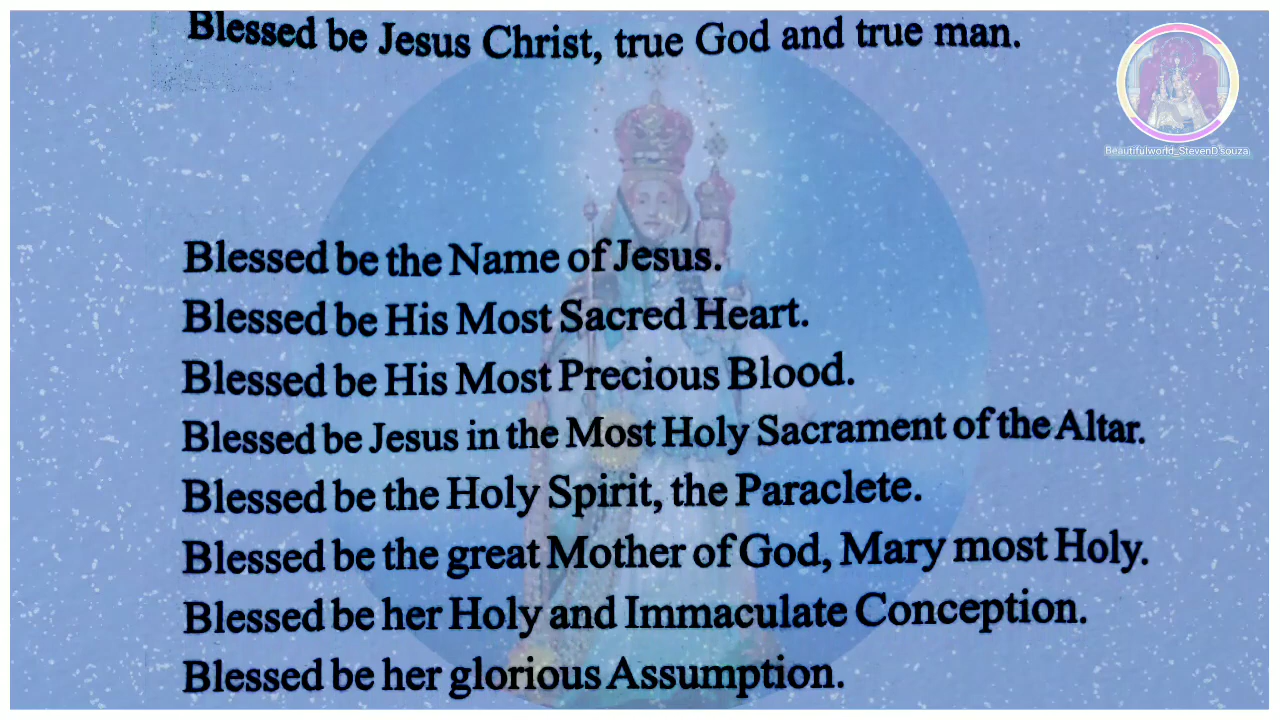 Blessed be Jesus Christ, true God and true man.
Beautifulworld_StevenD'souza
Blessed be the Name of Jesus.
Blessed be His Most Sacred Heart.
Blessed be His Most Precious Blood.
Blessed be Jesus in the Most Holy Sacrament of the Altar.
Blessed be the Holy Spirit, the Paraclete.
Blessed be the great Mother of God, Mary most Holy.
Blessed be her Holy and Immaculate Conception.
Blessed be her glorious Assumption.